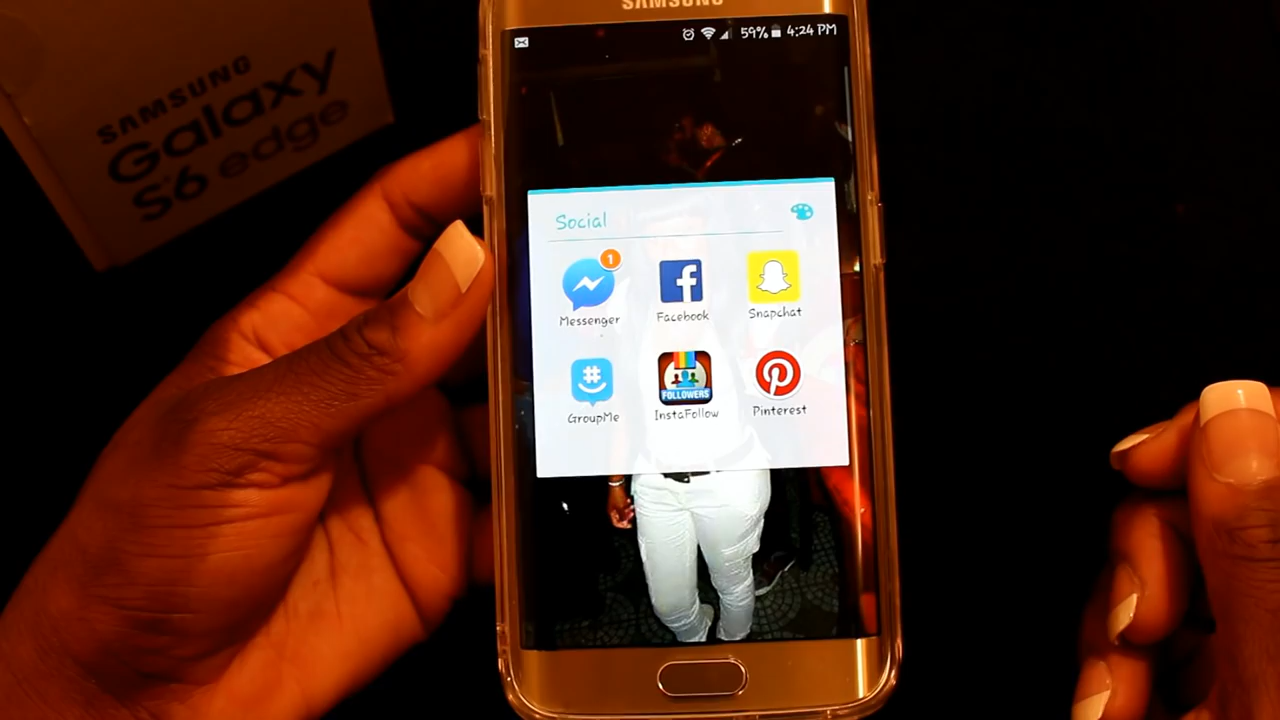 SAMSUNG
Galaxy
S6 edge
SAMSUNG
59% 4:24 PM
Social
1
Messenger
Facebook
Snapchat
GroupMe
FOLLOWERS
InstaFollow
Pinterest